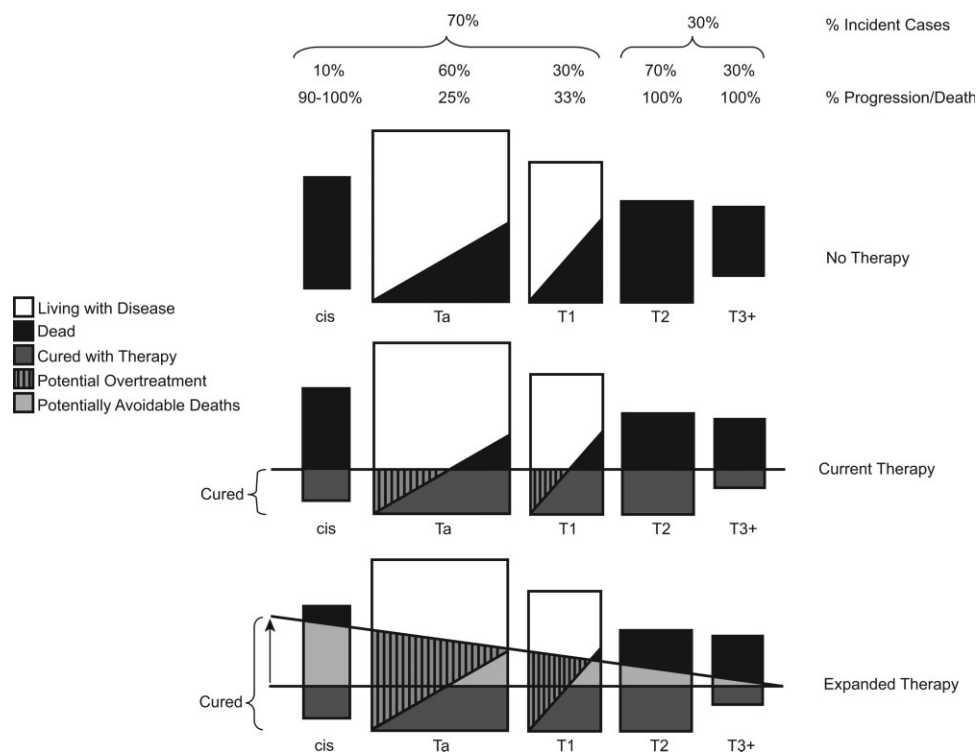 70% 30% % Incident Cases
10% 60% 30% 70% 30%
90-100% 25% 33% 100% 100% % Progression/Death
No Therapy
cis Ta T1 T2 T3+
Living with Disease
Dead
Cured with Therapy
Potential Overtreatment
Potentially Avoidable Deaths
Current Therapy
Cured
cis Ta T1 T2 T3+
Expanded Therapy
Cured
cis Ta T1 T2 T3+